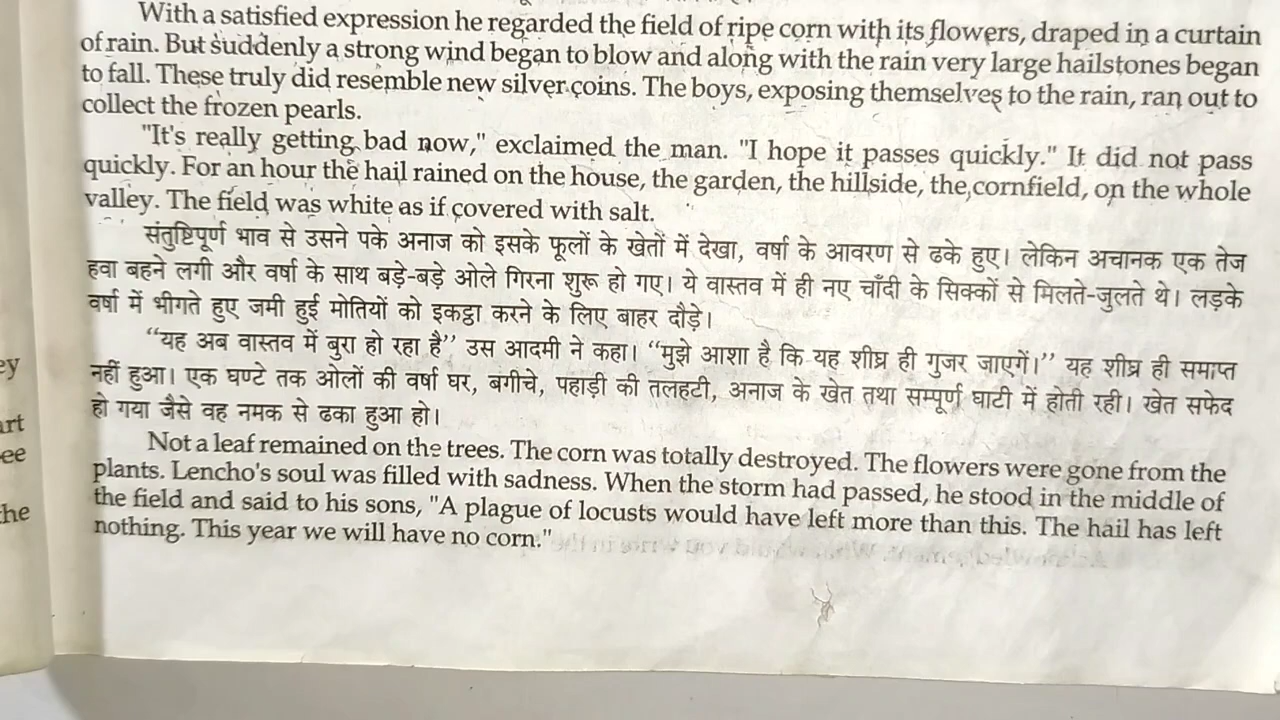 With a satisfied expression he regarded the field of ripe corn with its flowers, draped in a curtain
of rain. But suddenly a strong wind began to blow and along with the rain very large hailstones began
to fall. These truly did resemble new silver coins. The boys, exposing themselves to the rain, ran out to
collect the frozen pearls.
"It's really getting bad now," exclaimed the man. "I hope it passes quickly." It did not pass
quickly. For an hour the hail rained on the house, the garden, the hillside, the cornfield, on the whole
valley. The field was white as if covered with salt.
संतुष्टिपूर्ण भाव से उसने पके अनाज को इसके फूलों के खेतों में देखा, वर्षा के आवरण से ढके हुए। लेकिन अचानक एक तेज
हवा बहने लगी और वर्षा के साथ बड़े-बड़े ओले गिरना शुरू हो गए। ये वास्तव में ही नए चाँदी के सिक्कों से मिलते-जुलते थे। लड़के
वर्षा में भीगते हुए जमी हुई मोतियों को इकट्ठा करने के लिए बाहर दौड़े।
“यह अब वास्तव में बुरा हो रहा है” उस आदमी ने कहा। “मुझे आशा है कि यह शीघ्र ही गुजर जाएगें।” यह शीघ्र ही समाप्त
नहीं हुआ। एक घण्टे तक ओलों की वर्षा घर, बगीचे, पहाड़ी की तलहटी, अनाज के खेत तथा सम्पूर्ण घाटी में होती रही। खेत सफेद
हो गया जैसे वह नमक से ढका हुआ हो।
Not a leaf remained on the trees. The corn was totally destroyed. The flowers were gone from the
plants. Lencho's soul was filled with sadness. When the storm had passed, he stood in the middle of
the field and said to his sons, "A plague of locusts would have left more than this. The hail has left
nothing. This year we will have no corn."
ey
art
ee
he